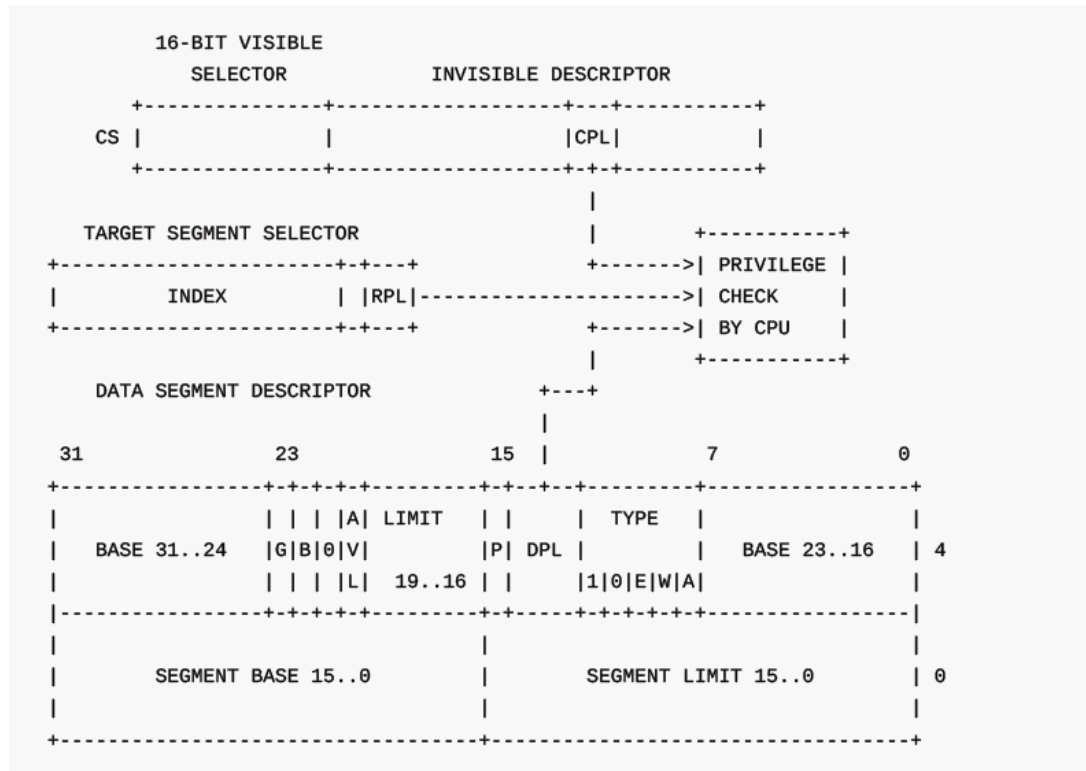 16-BIT VISIBLE
SELECTOR INVISIBLE DESCRIPTOR
+---------------+------------------+---+-----------+
CS | | |CPL| |
+---------------+------------------+-+-+-----------+
|
TARGET SEGMENT SELECTOR | +-----------+
+----------------------+-+---+ +------->| PRIVILEGE |
| INDEX | |RPL|--------------------->| CHECK |
+----------------------+-+---+ +------->| BY CPU |
| +-----------+
DATA SEGMENT DESCRIPTOR +---+
|
31 23 15 | 7 0
+-----------------+-+-+-+-+---------+-+--+--+---------+-----------------+
| | | | |A| LIMIT | | | TYPE | |
| BASE 31..24 |G|B|0|V| |P| DPL | | BASE 23..16 | 4
| | | | |L| 19..16 | | |1|0|E|W|A| |
|-----------------+-+-+-+-+---------+-+-----+-+-+-+-+-+-----------------|
| | |
| SEGMENT BASE 15..0 | SEGMENT LIMIT 15..0 | 0
| | |
+-----------------------------------+-----------------------------------+